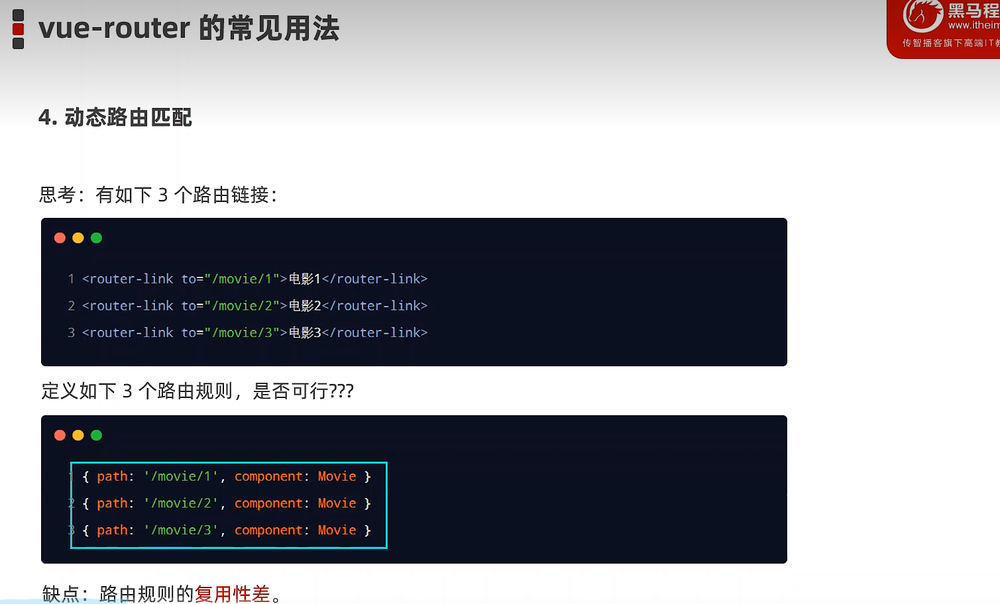 vue-router 的常见用法
黑马程
www.itheim
传智播客旗下高端IT教
4. 动态路由匹配
思考：有如下 3 个路由链接：
1 <router-link to="/movie/1">电影1</router-link>
2 <router-link to="/movie/2">电影2</router-link>
3 <router-link to="/movie/3">电影3</router-link>
定义如下 3 个路由规则，是否可行???
1 { path: '/movie/1', component: Movie }
2 { path: '/movie/2', component: Movie }
3 { path: '/movie/3', component: Movie }
缺点：路由规则的复用性差。